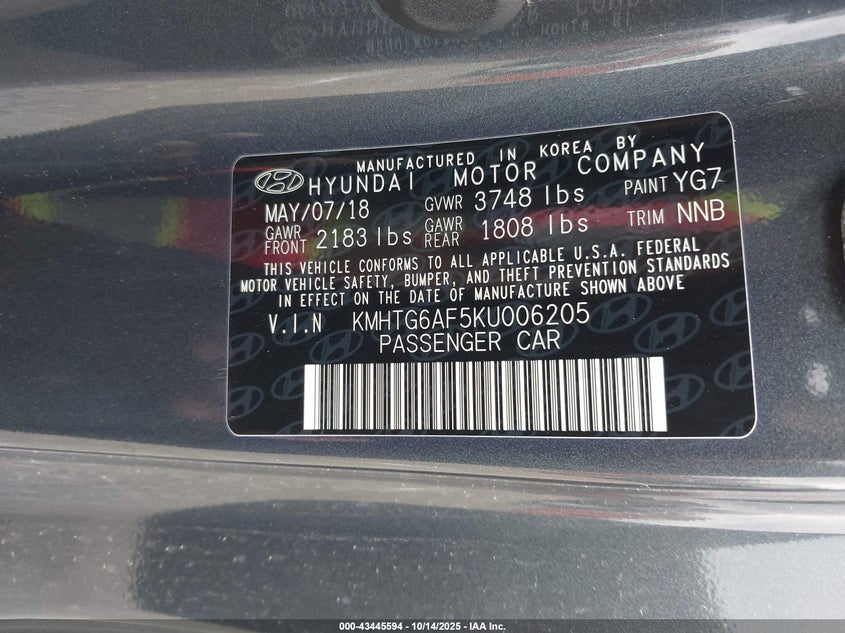 MANUFACTURED IN KOREA BY
HYUNDAI MOTOR COMPANY
MAY/07/18 GVWR 3748 lbs PAINT YG7
GAWR FRONT 2183 lbs GAWR REAR 1808 lbs TRIM NNB
THIS VEHICLE CONFORMS TO ALL APPLICABLE U.S.A. FEDERAL
MOTOR VEHICLE SAFETY, BUMPER, AND THEFT PREVENTION STANDARDS
IN EFFECT ON THE DATE OF MANUFACTURE SHOWN ABOVE
V.I.N KMHTG6AF5KU006205
PASSENGER CAR
000-43445594 - 10/14/2025 - IAA Inc.